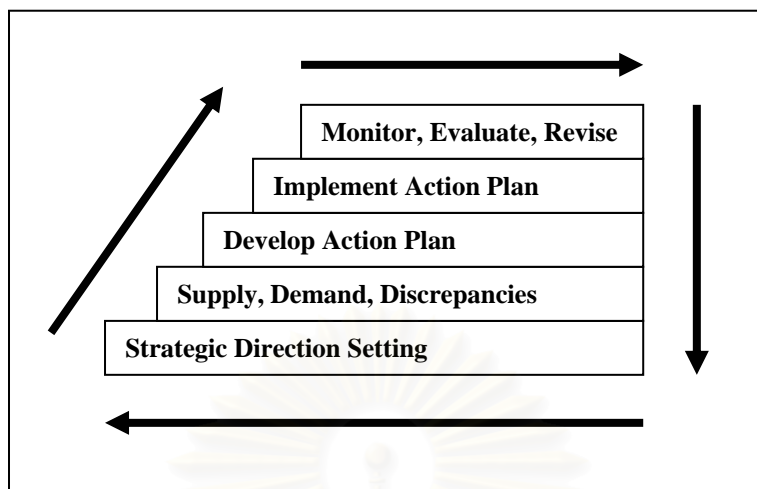 Monitor, Evaluate, Revise
Implement Action Plan
Develop Action Plan
Supply, Demand, Discrepancies
Strategic Direction Setting